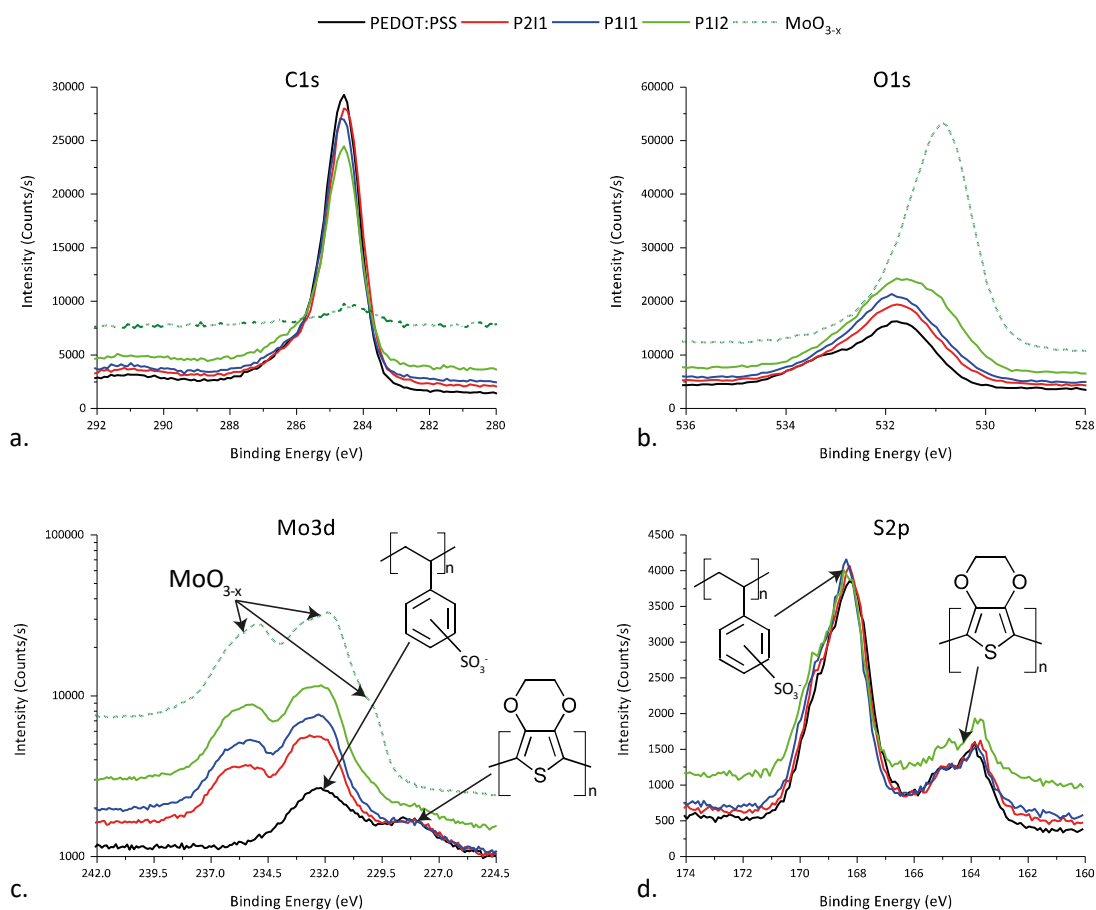 PEDOT:PSS P2I1 P1I1 P1I2 MoO3-x
C1s
30000
25000
20000
15000
10000
5000
0
Intensity (Counts/s)
292 290 288 286 284 282 280
Binding Energy (eV)
a.
O1s
60000
50000
40000
30000
20000
10000
0
Intensity (Counts/s)
536 534 532 530 528
Binding Energy (eV)
b.
Mo3d
100000
10000
1000
Intensity (Counts/s)
242.0 239.5 237.0 234.5 232.0 229.5 227.0 224.5
Binding Energy (eV)
MoO3-x
n
SO3-
O O
S
n
c.
S2p
4500
4000
3500
3000
2500
2000
1500
1000
500
0
Intensity (Counts/s)
174 172 170 168 166 164 162 160
Binding Energy (eV)
n
SO3-
O O
S
n
d.